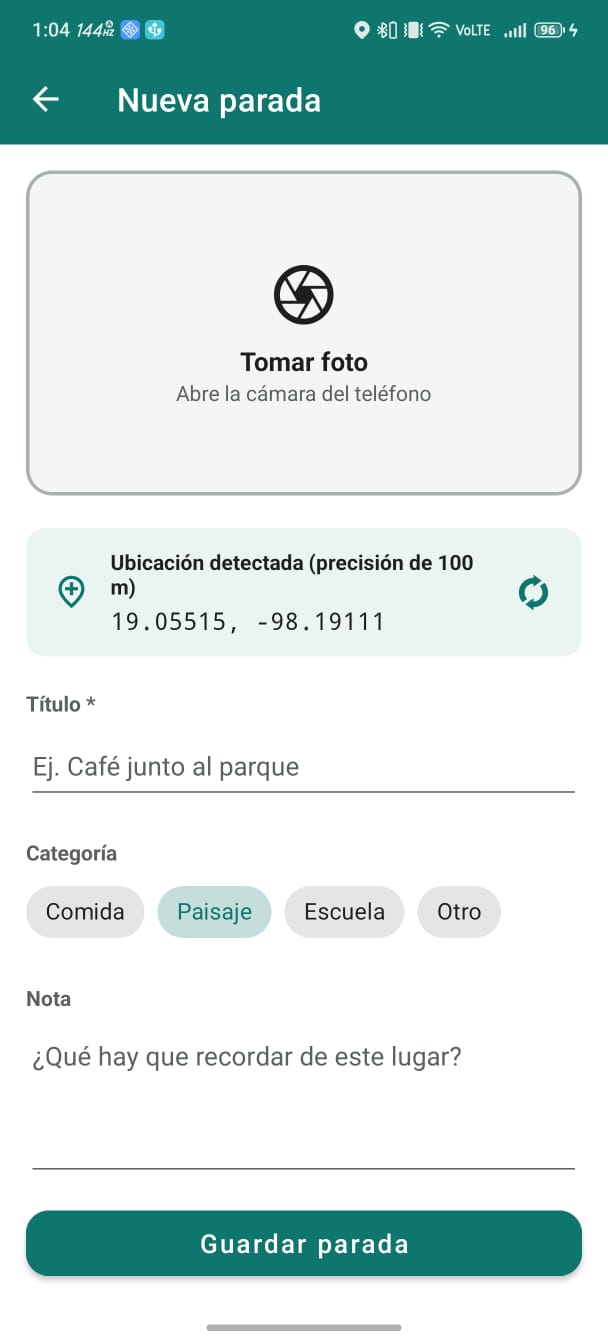 1:04 144HZ VoLTE 96
Nueva parada
Tomar foto
Abre la cámara del teléfono
Ubicación detectada (precisión de 100
m)
19.05515, -98.19111
Título *
Ej. Café junto al parque
Categoría
Comida Paisaje Escuela Otro
Nota
¿Qué hay que recordar de este lugar?
Guardar parada